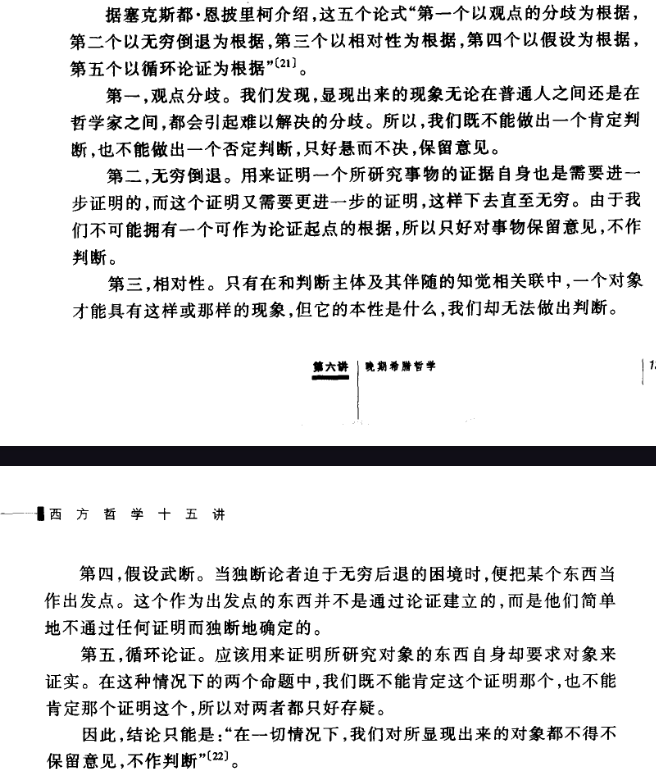 据塞克斯都·恩披里柯介绍,这五个论式“第一个以观点的分歧为根据,
第二个以无穷倒退为根据,第三个以相对性为根据,第四个以假设为根据,
第五个以循环论证为根据”〔21〕。
第一,观点分歧。我们发现,显现出来的现象无论在普通人之间还是在
哲学家之间,都会引起难以解决的分歧。所以,我们既不能做出一个肯定判
断,也不能做出一个否定判断,只好悬而不决,保留意见。
第二,无穷倒退。用来证明一个所研究事物的证据自身也是需要进一
步证明的,而这个证明又需要更进一步的证明,这样下去直至无穷。由于我
们不可能拥有一个可作为论证起点的根据,所以只好对事物保留意见,不作
判断。
第三,相对性。只有在和判断主体及其伴随的知觉相关联中,一个对象
才能具有这样或那样的现象,但它的本性是什么,我们却无法做出判断。
第六讲 晚期希腊哲学
西方哲学十五讲
第四,假设武断。当独断论者迫于无穷后退的困境时,便把某个东西当
作出发点。这个作为出发点的东西并不是通过论证建立的,而是他们简单
地不通过任何证明而独断地确定的。
第五,循环论证。应该用来证明所研究对象的东西自身却要求对象来
证实。在这种情况下的两个命题中,我们既不能肯定这个证明那个,也不能
肯定那个证明这个,所以对两者都只好存疑。
因此,结论只能是:“在一切情况下,我们对所显现出来的对象都不得不
保留意见,不作判断”〔22〕。